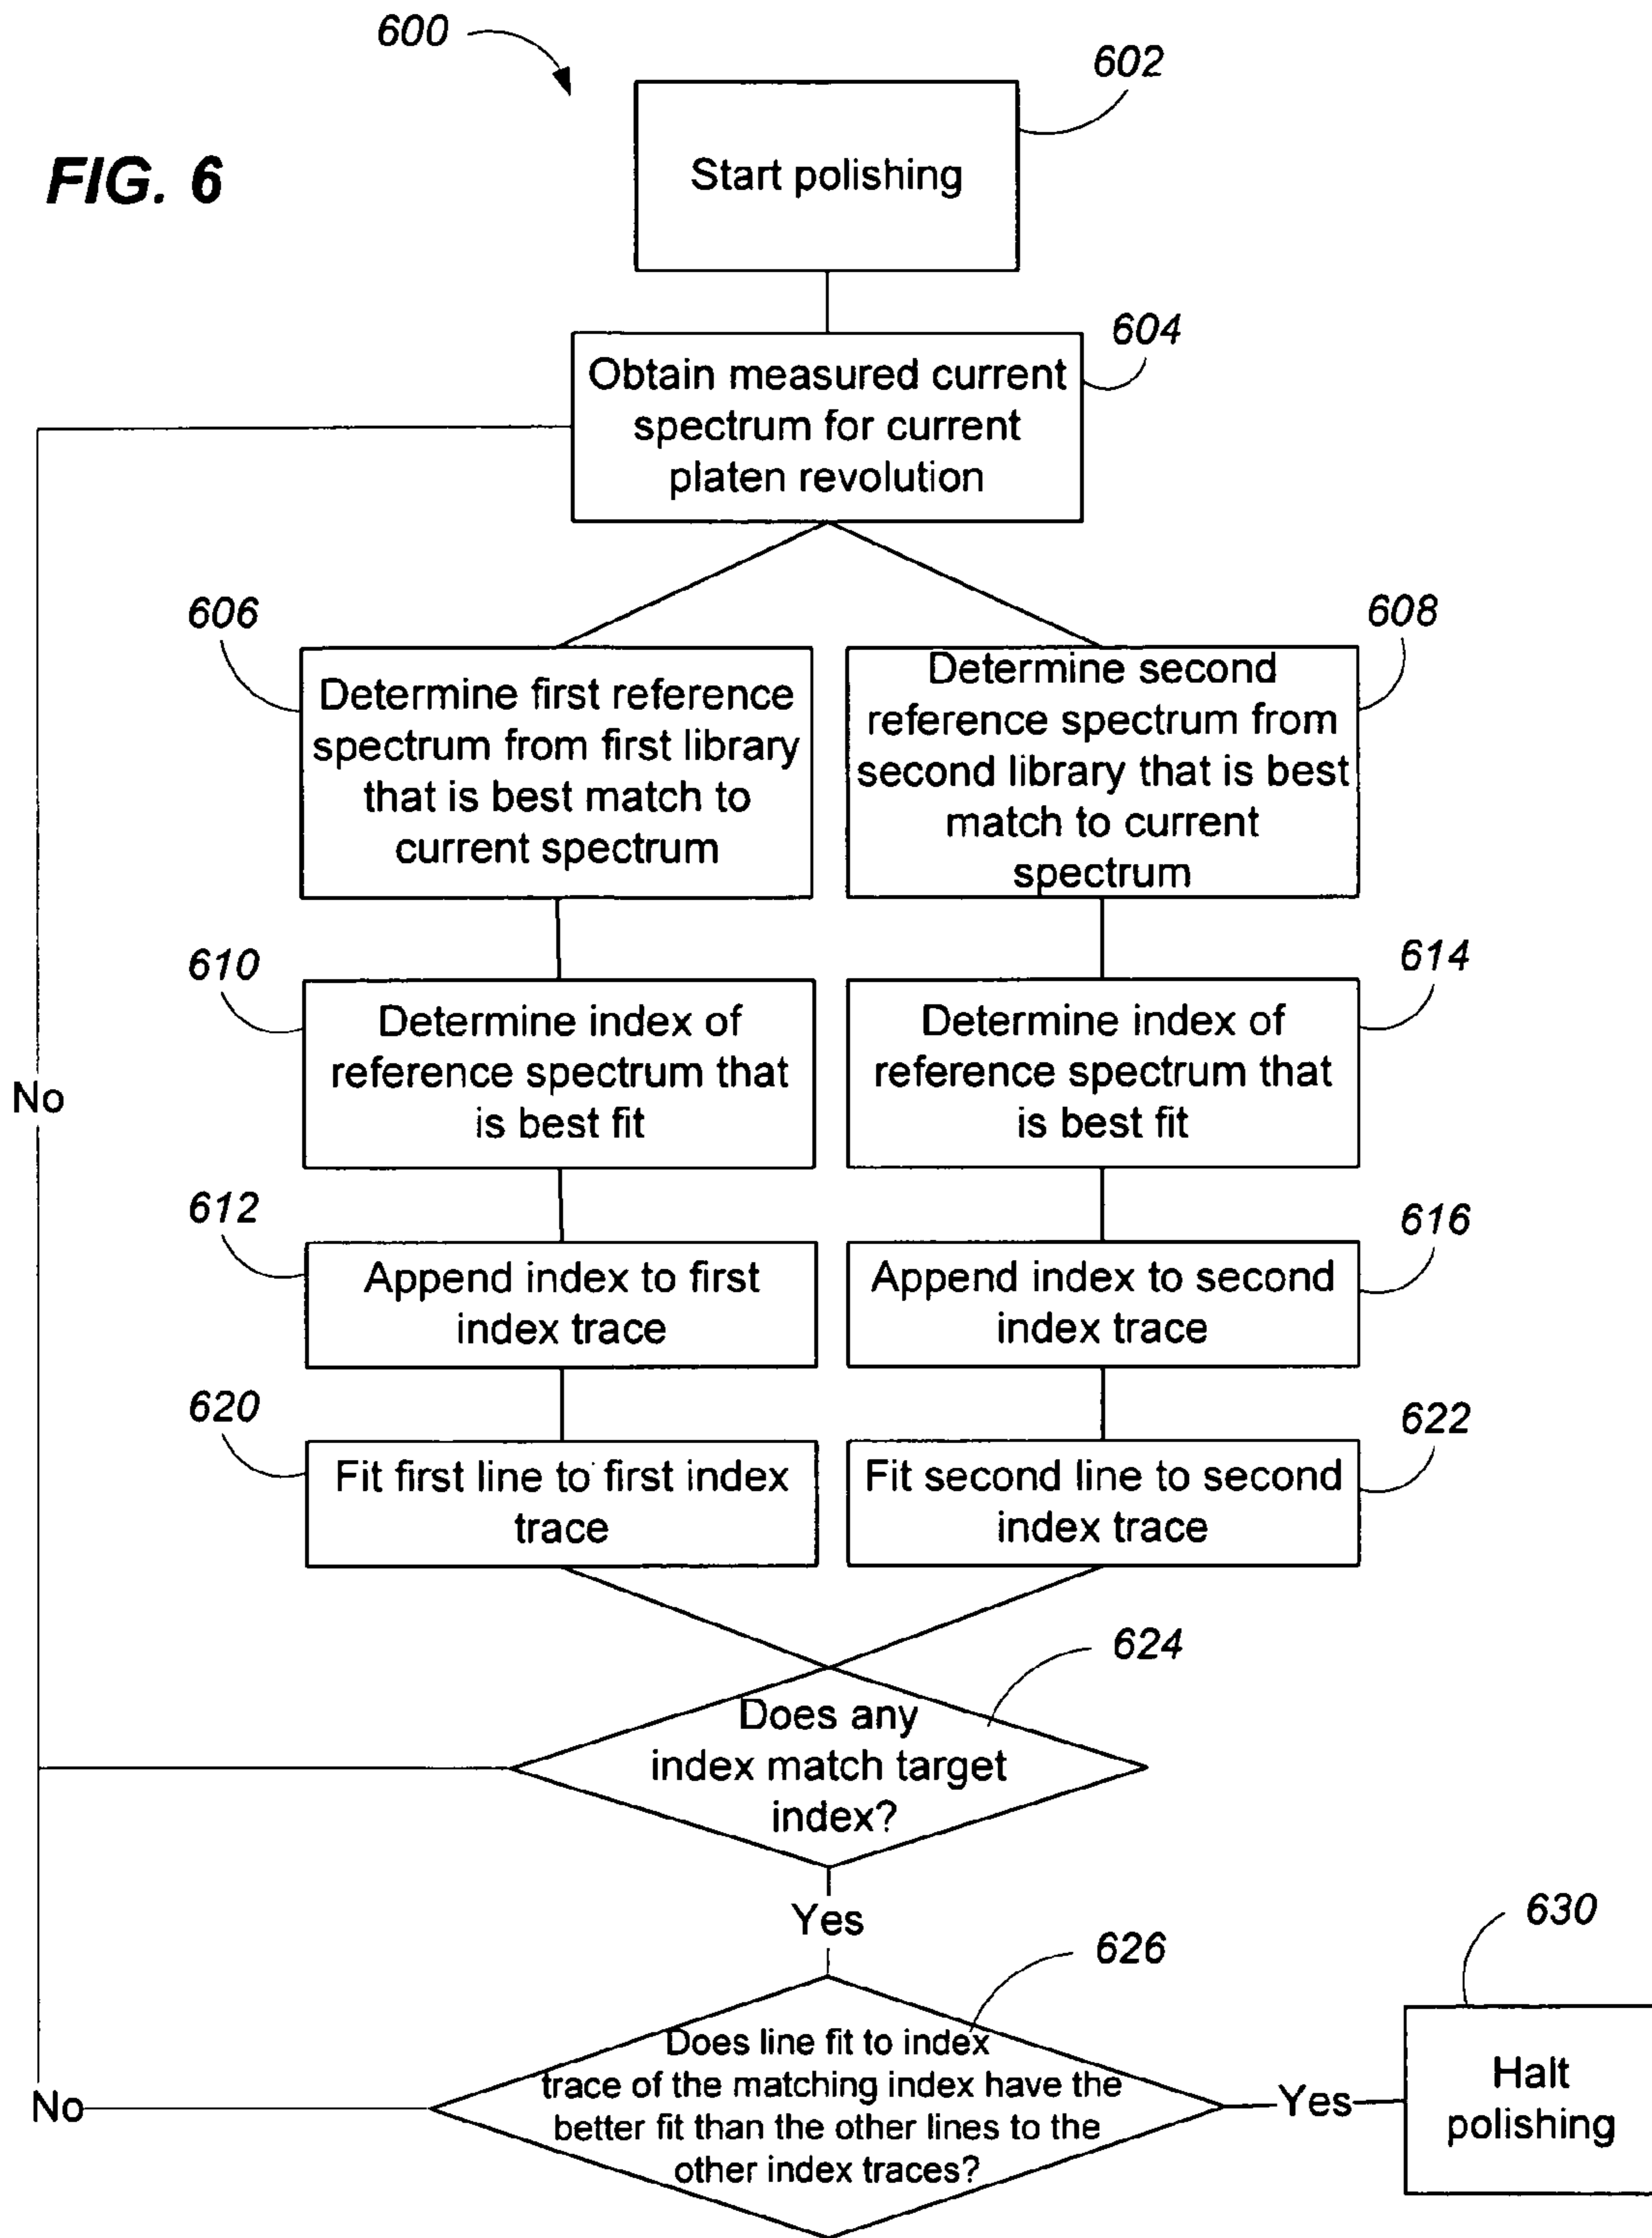 600
602
FIG. 6
Start polishing
604
Obtain measured current
spectrum for current
platen revolution
606
608
Determine first reference
spectrum from first library
that is best match to
current spectrum
Determine second
reference spectrum from
second library that is best
match to current
spectrum
610
614
Determine index of
reference spectrum that
is best fit
Determine index of
reference spectrum that
is best fit
No
612
616
Append index to first
index trace
Append index to second
index trace
620
622
Fit first line to first index
trace
Fit second line to second
index trace
624
Does any
index match target
index?
Yes
626
630
Does line fit to index
trace of the matching index have the
better fit than the other lines to the
other index traces?
No
Yes
Halt
polishing